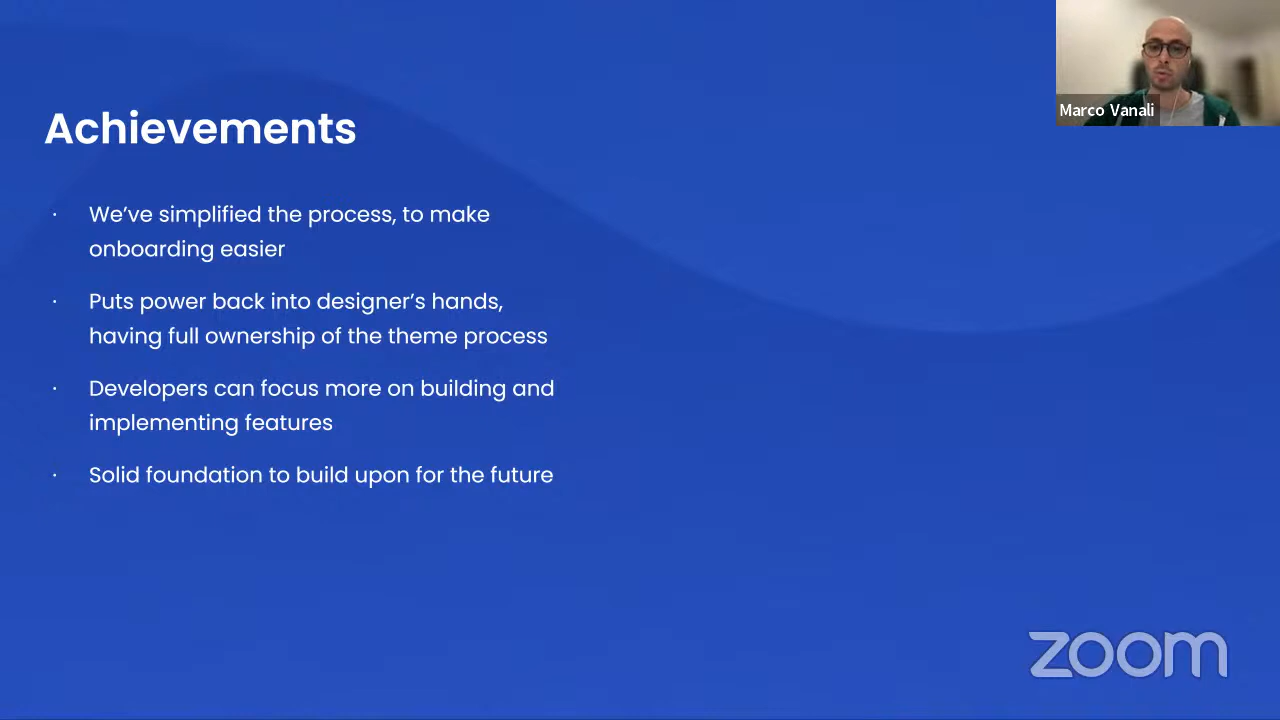 Marco Vanali
Achievements
· We’ve simplified the process, to make
onboarding easier
· Puts power back into designer’s hands,
having full ownership of the theme process
· Developers can focus more on building and
implementing features
· Solid foundation to build upon for the future
zoom